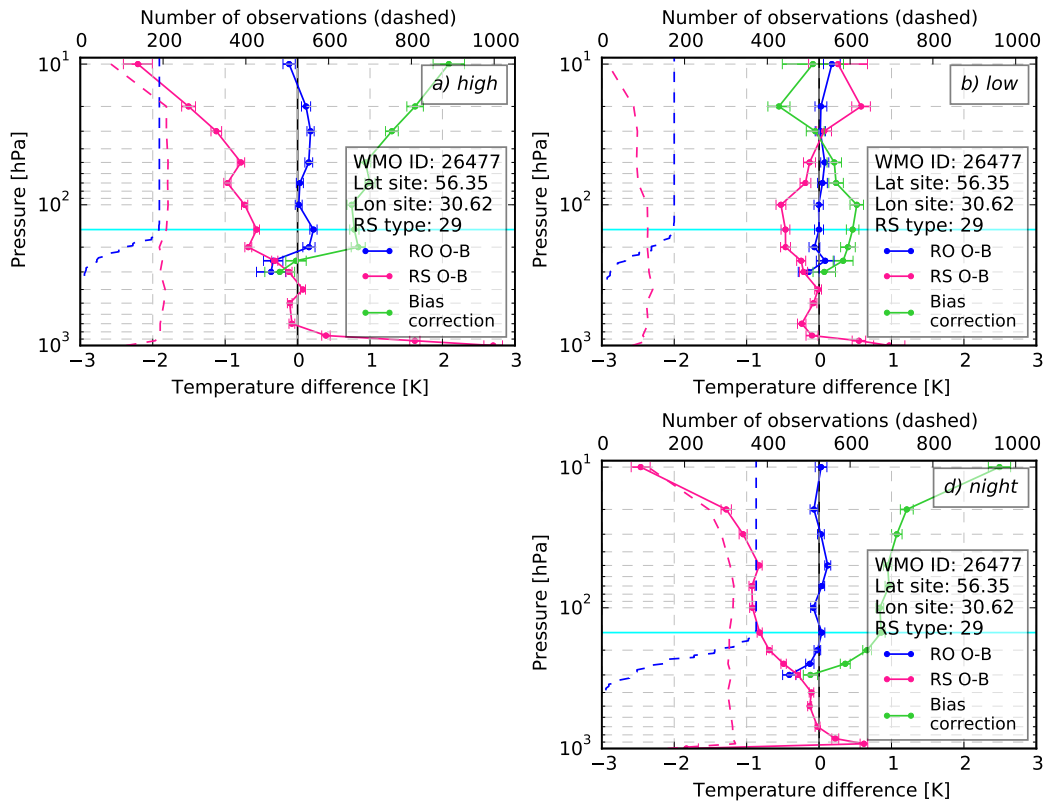 Number of observations (dashed)
0 200 400 600 800 1000
a) high
WMO ID: 26477
Lat site: 56.35
Lon site: 30.62
RS type: 29
RO O-B
RS O-B
Bias
correction
Pressure [hPa]
10¹
10²
10³
−3 −2 −1 0 1 2 3
Temperature difference [K]
Number of observations (dashed)
0 200 400 600 800 1000
b) low
WMO ID: 26477
Lat site: 56.35
Lon site: 30.62
RS type: 29
RO O-B
RS O-B
Bias
correction
Pressure [hPa]
10¹
10²
10³
−3 −2 −1 0 1 2 3
Temperature difference [K]
Number of observations (dashed)
0 200 400 600 800 1000
d) night
WMO ID: 26477
Lat site: 56.35
Lon site: 30.62
RS type: 29
RO O-B
RS O-B
Bias
correction
Pressure [hPa]
10¹
10²
10³
−3 −2 −1 0 1 2 3
Temperature difference [K]